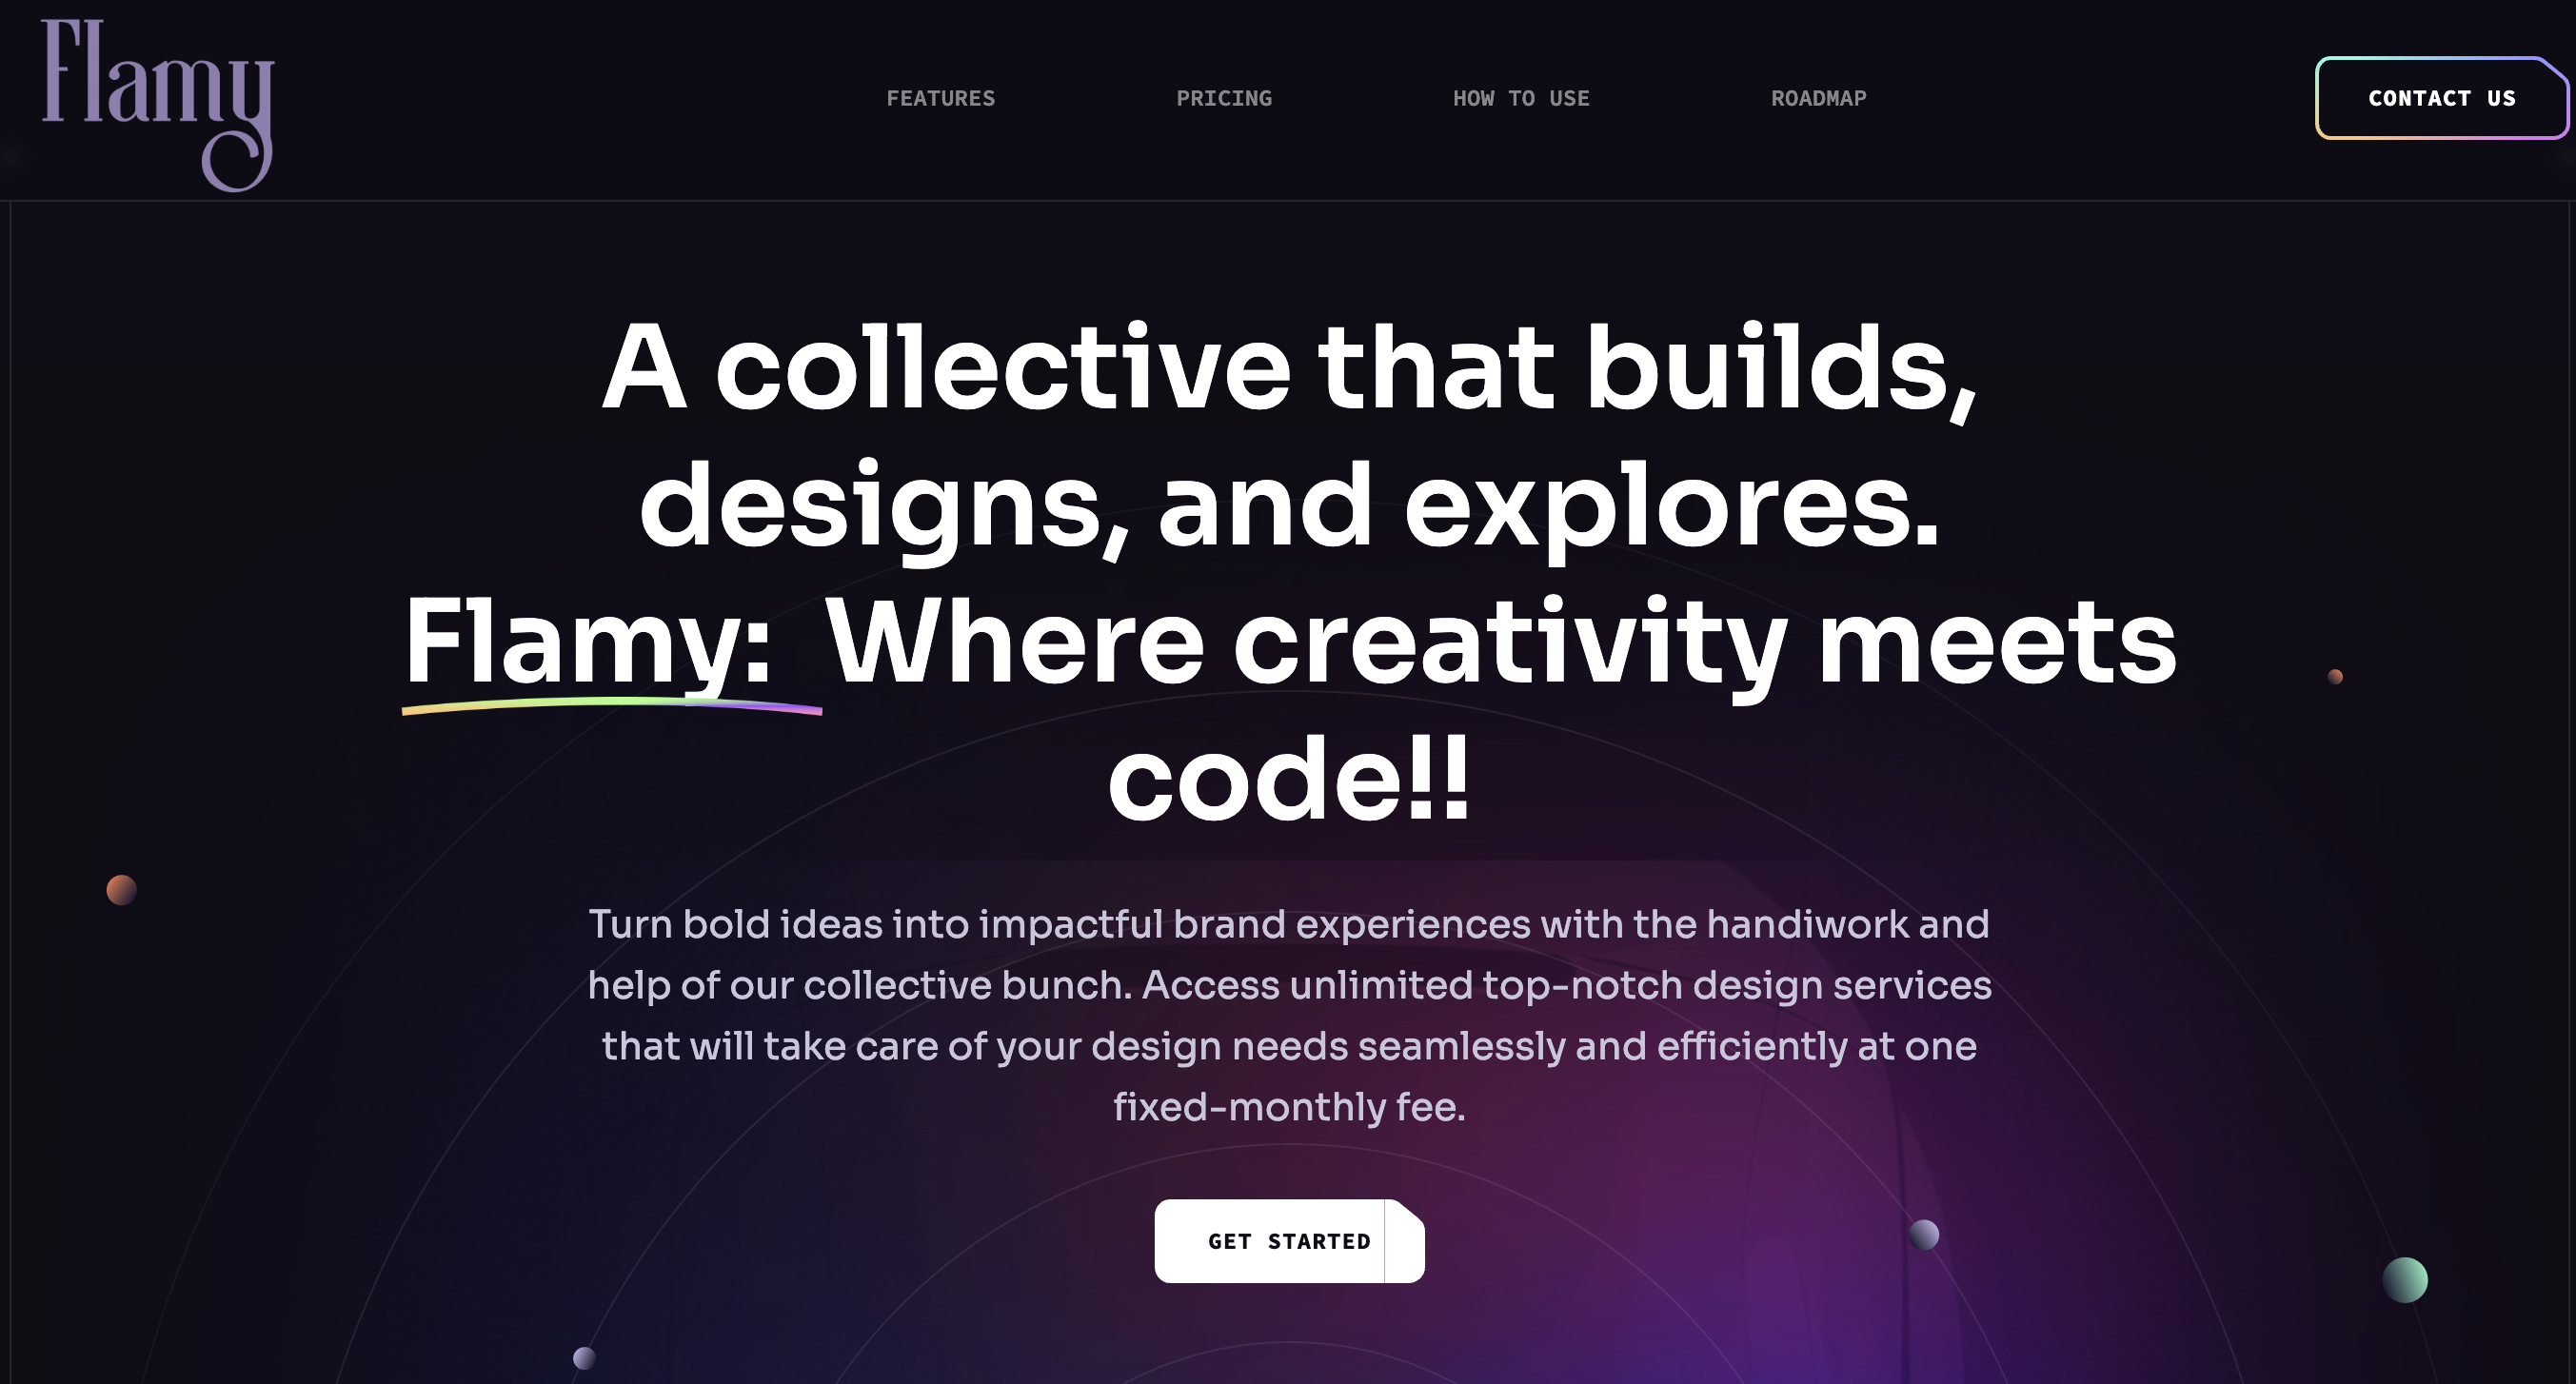 Flamy
FEATURES
PRICING
HOW TO USE
ROADMAP
CONTACT US
A collective that builds,
designs, and explores.
Flamy: Where creativity meets
code!!
Turn bold ideas into impactful brand experiences with the handiwork and
help of our collective bunch. Access unlimited top-notch design services
that will take care of your design needs seamlessly and efficiently at one
fixed-monthly fee.
GET STARTED